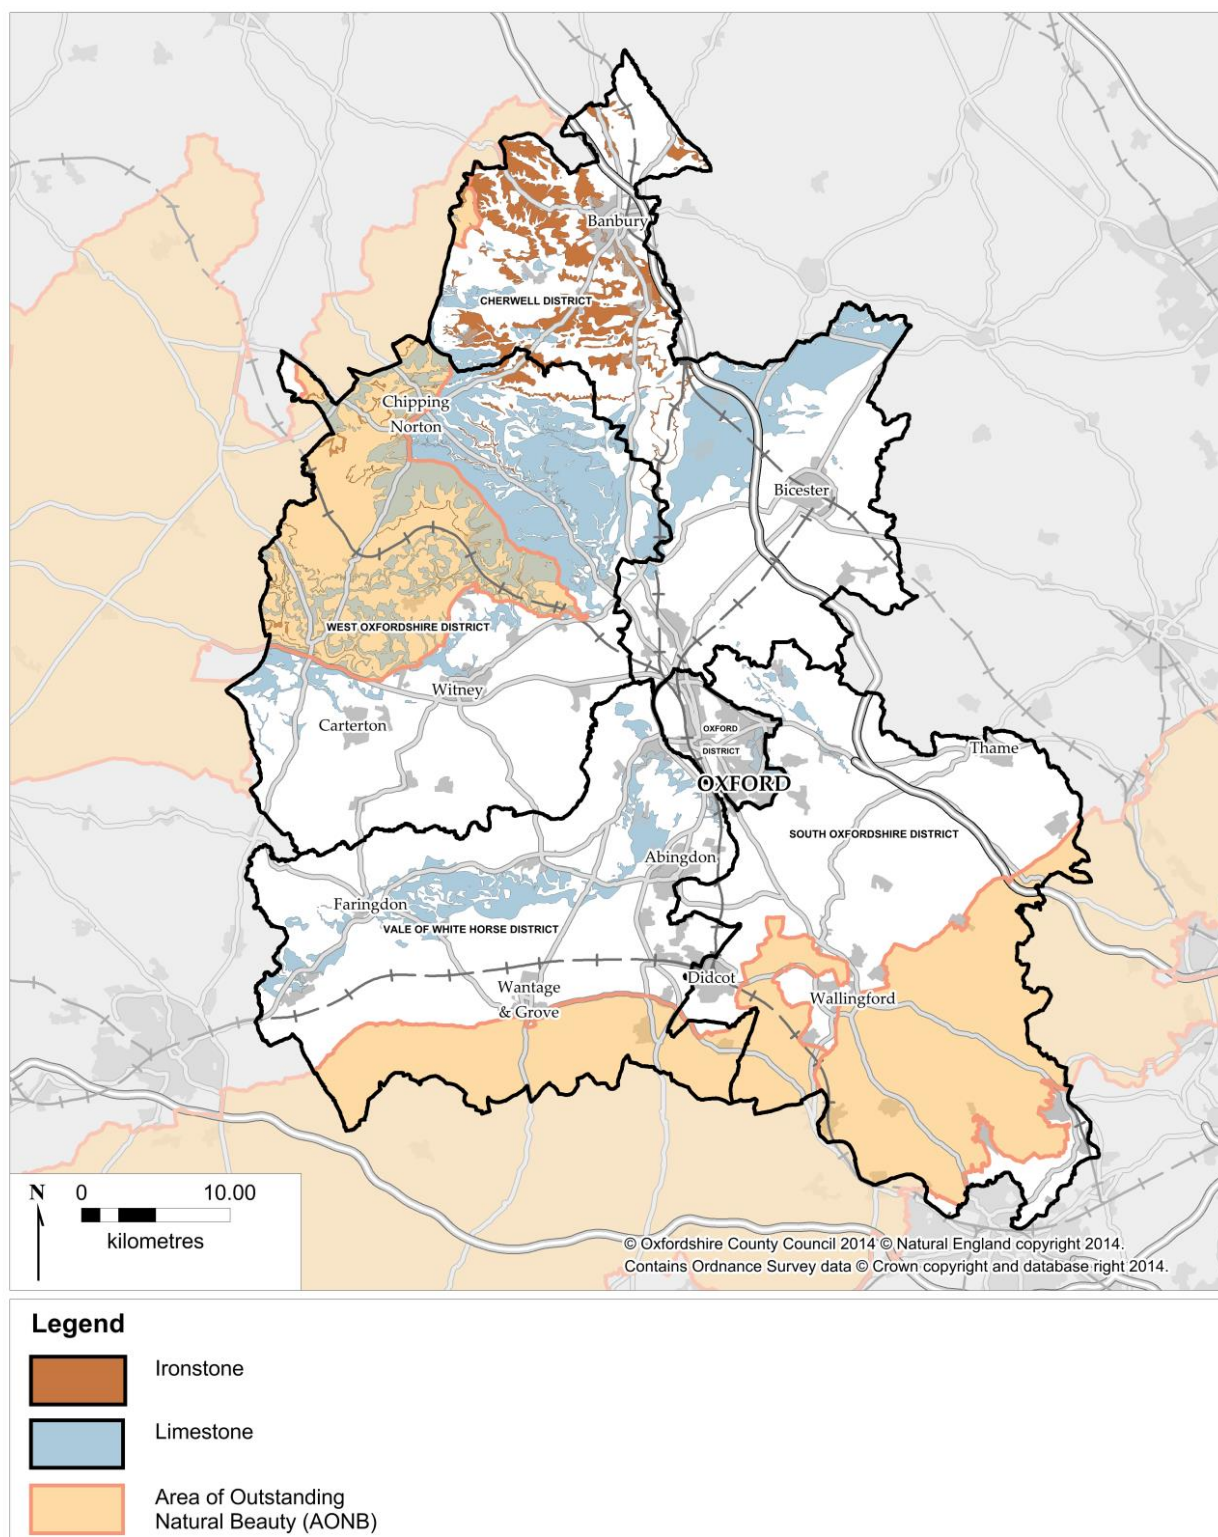 Banbury
CHERWELL DISTRICT
Chipping
Norton
Bicester
WEST OXFORDSHIRE DISTRICT
Witney
Carterton
OXFORD
DISTRICT
Thame
OXFORD
SOUTH OXFORDSHIRE DISTRICT
Abingdon
Faringdon
VALE OF WHITE HORSE DISTRICT
Didcot
Wantage
& Grove
Wallingford
N
0 10.00
kilometres
© Oxfordshire County Council 2014 © Natural England copyright 2014.
Contains Ordnance Survey data © Crown copyright and database right 2014.
Legend
Ironstone
Limestone
Area of Outstanding
Natural Beauty (AONB)